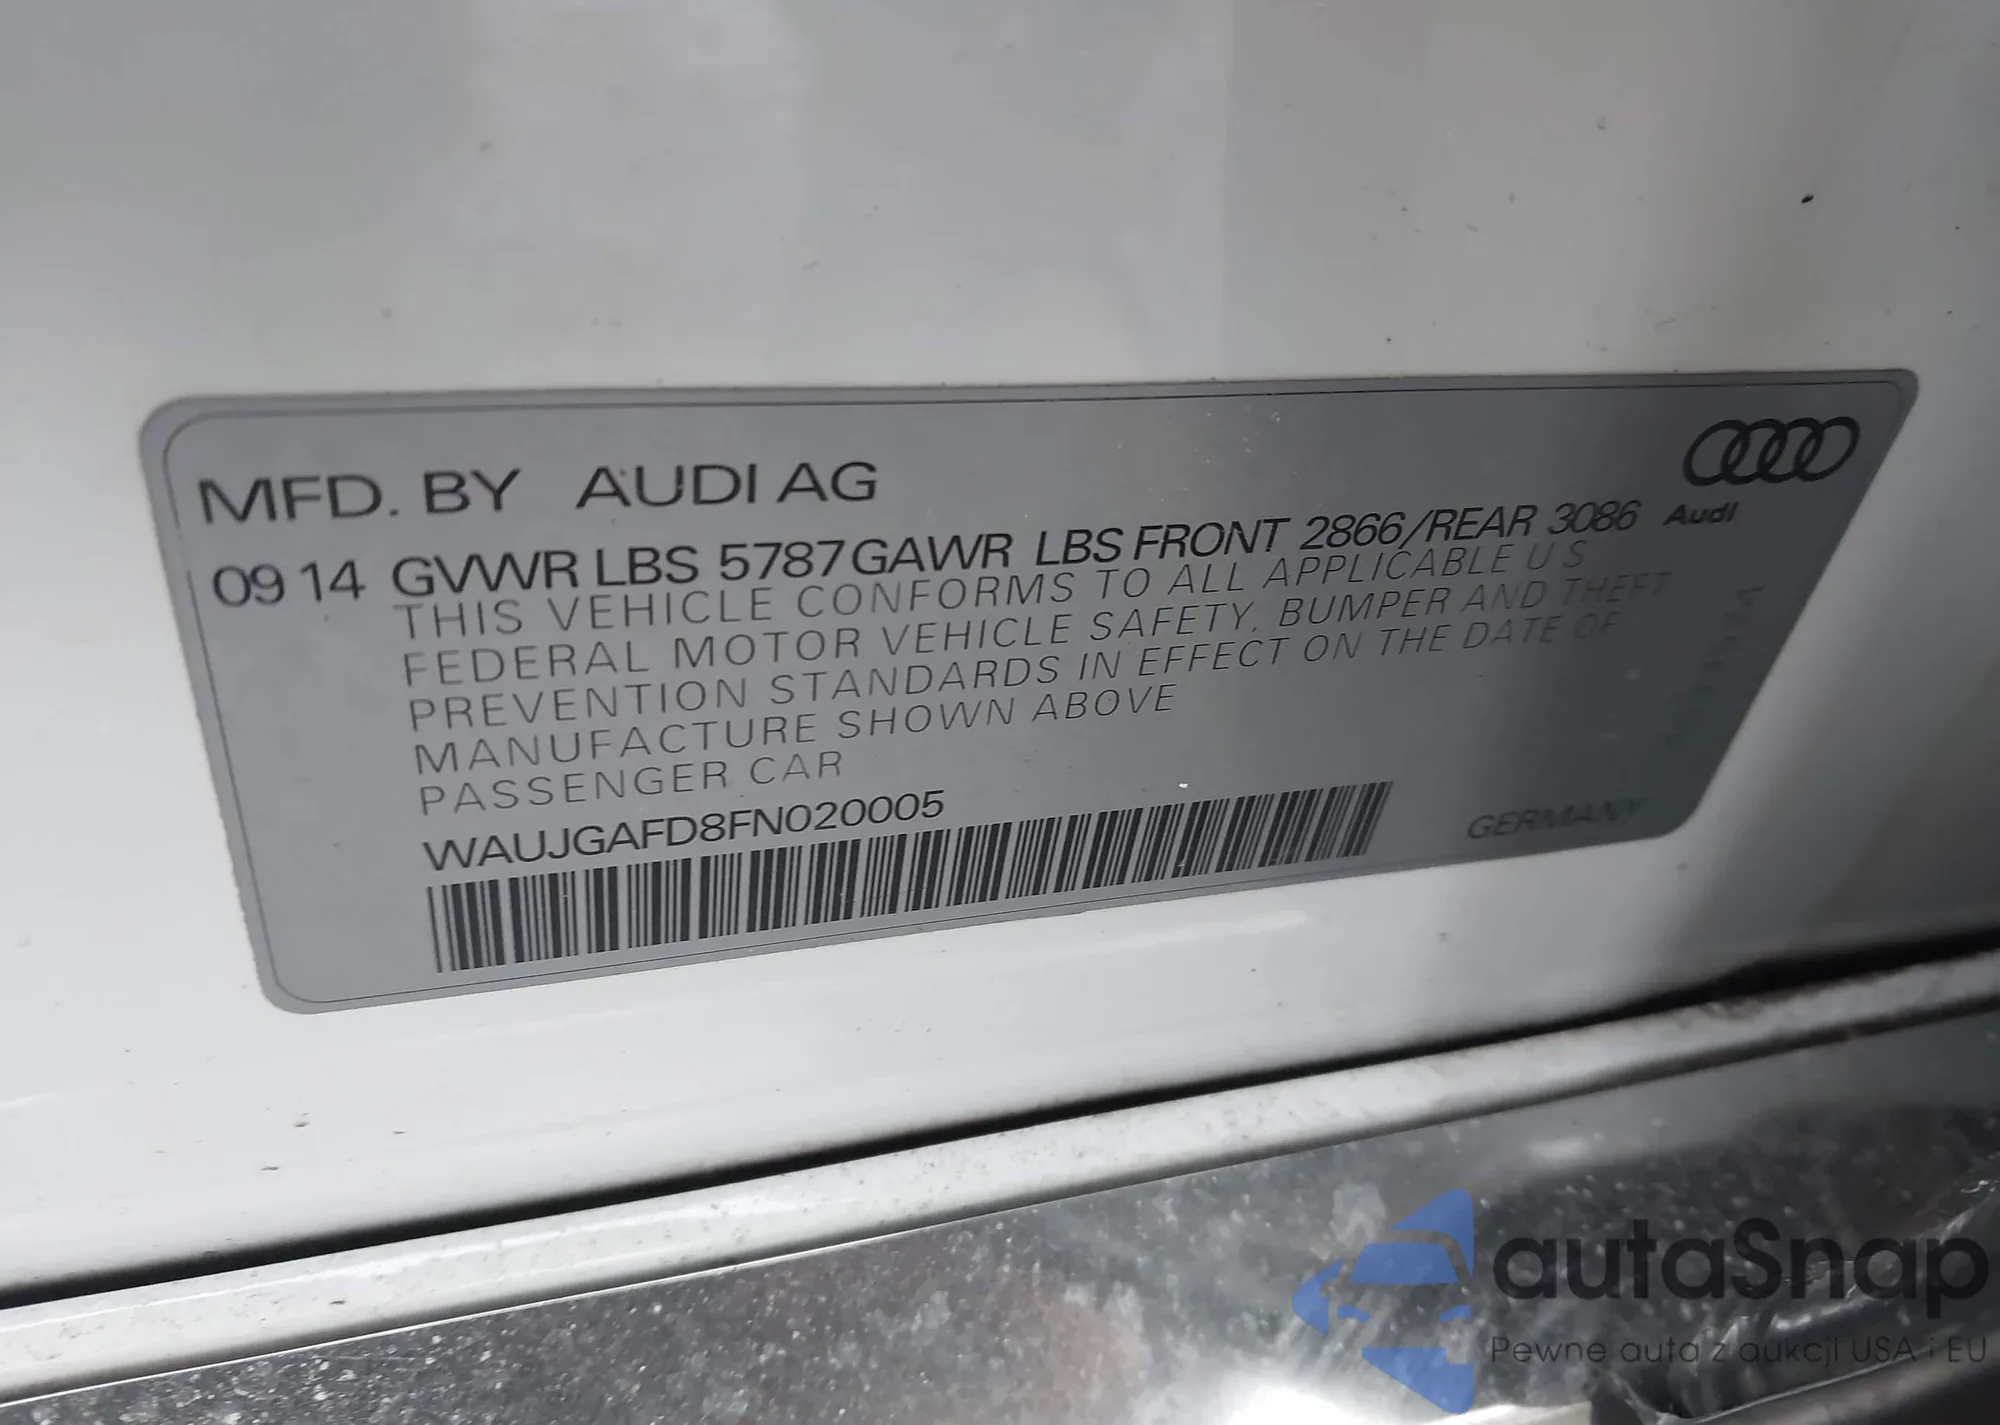 MFD. BY AUDI AG
Audi
09 14 GVWR LBS 5787 GAWR LBS FRONT 2866/REAR 3086
THIS VEHICLE CONFORMS TO ALL APPLICABLE U S
FEDERAL MOTOR VEHICLE SAFETY, BUMPER AND THEFT
PREVENTION STANDARDS IN EFFECT ON THE DATE OF
MANUFACTURE SHOWN ABOVE
PASSENGER CAR
WAUJGAFD8FN020005
GERMANY
autaSnap
Pewne auta z aukcji USA i EU